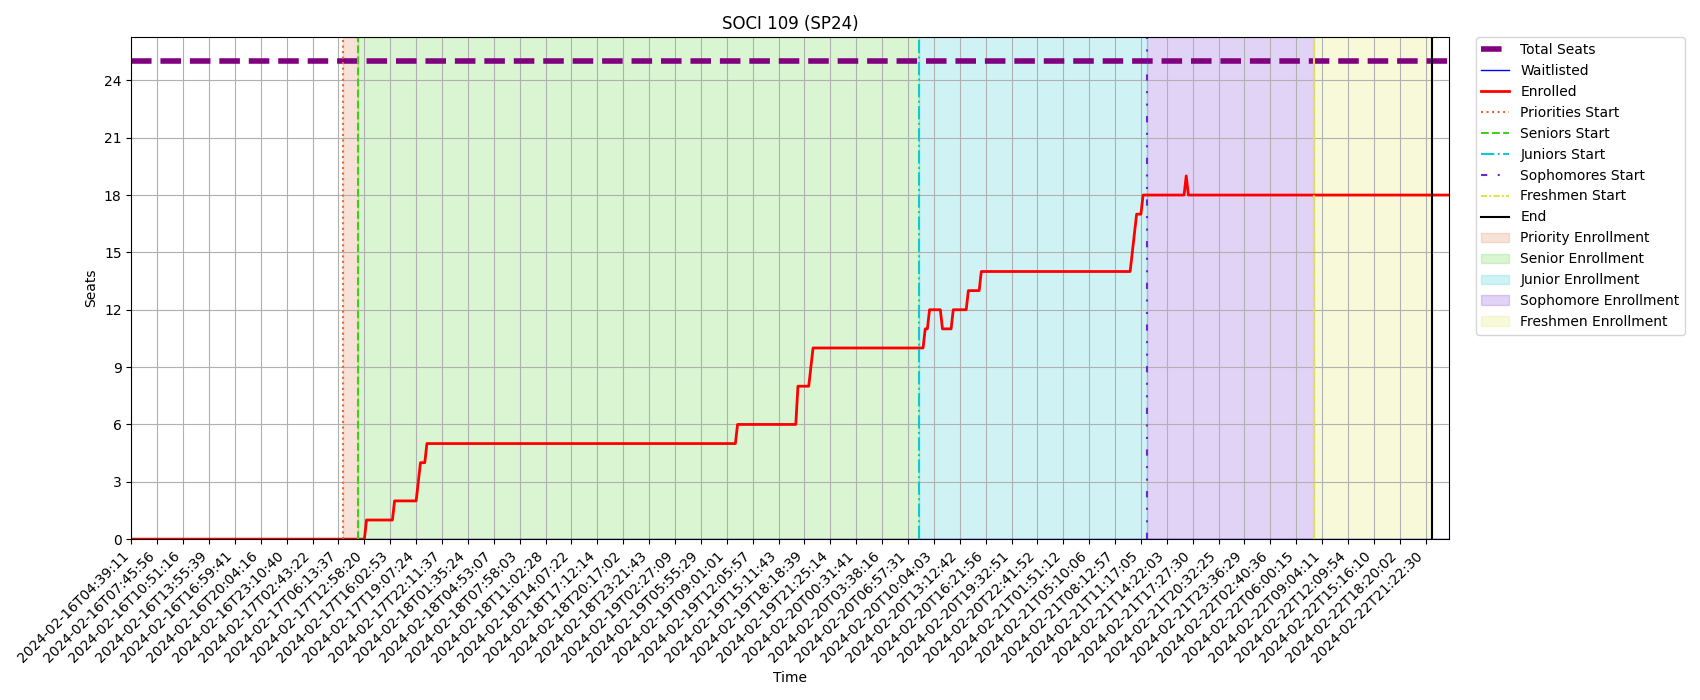 SOCI 109 (SP24)
Seats
24
21
18
15
12
9
6
3
0
2024-02-16T04:39:11
2024-02-16T07:45:56
2024-02-16T10:51:16
2024-02-16T13:55:39
2024-02-16T16:59:41
2024-02-16T20:04:16
2024-02-16T23:10:40
2024-02-17T02:43:22
2024-02-17T06:13:37
2024-02-17T12:58:20
2024-02-17T16:02:53
2024-02-17T19:07:24
2024-02-17T22:11:37
2024-02-18T01:35:24
2024-02-18T04:53:07
2024-02-18T07:58:03
2024-02-18T11:02:28
2024-02-18T14:07:22
2024-02-18T17:12:14
2024-02-18T20:17:02
2024-02-18T23:21:43
2024-02-19T02:27:09
2024-02-19T05:55:29
2024-02-19T09:01:01
2024-02-19T12:05:57
2024-02-19T15:11:43
2024-02-19T18:18:39
2024-02-19T21:25:14
2024-02-20T00:31:41
2024-02-20T03:38:16
2024-02-20T06:57:31
2024-02-20T10:04:03
2024-02-20T13:12:42
2024-02-20T16:21:56
2024-02-20T19:32:51
2024-02-20T22:41:52
2024-02-21T01:51:12
2024-02-21T05:10:06
2024-02-21T08:12:57
2024-02-21T11:17:05
2024-02-21T14:22:03
2024-02-21T17:27:30
2024-02-21T20:32:25
2024-02-21T23:36:29
2024-02-22T02:40:36
2024-02-22T06:00:15
2024-02-22T09:04:11
2024-02-22T12:09:54
2024-02-22T15:16:10
2024-02-22T18:20:02
2024-02-22T21:22:30
Time
Total Seats
Waitlisted
Enrolled
Priorities Start
Seniors Start
Juniors Start
Sophomores Start
Freshmen Start
End
Priority Enrollment
Senior Enrollment
Junior Enrollment
Sophomore Enrollment
Freshmen Enrollment